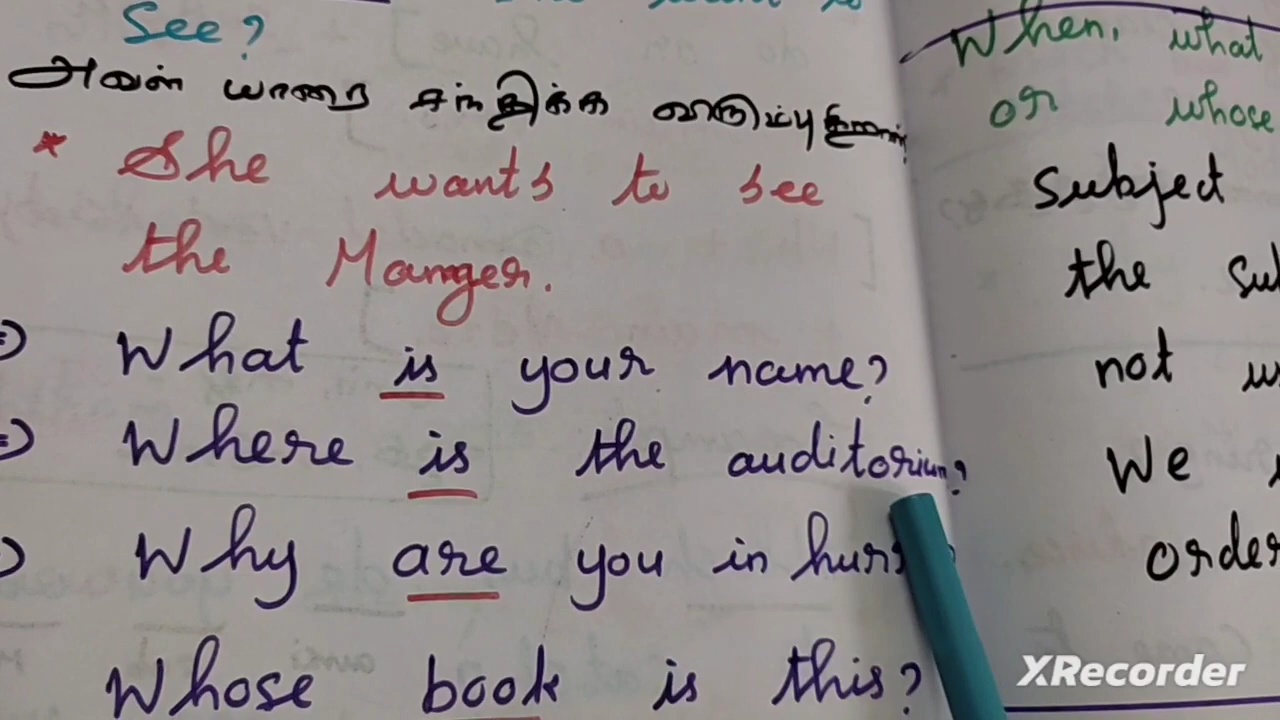 See?
அவன் யாரை சந்திக்க விரும்புகிறான்
* She wants to see
the Manger.
What is your name?
Where is the auditorium?
Why are you in
Whose book is this?
When, what
or whose
Subject
the
not
We
order
XRecorder